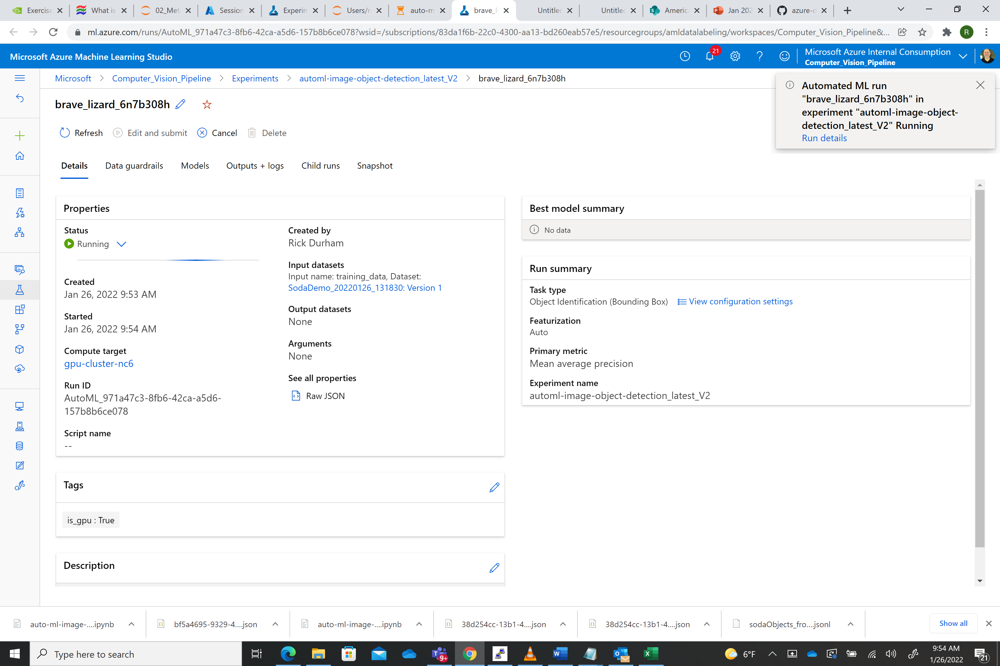 Exercise
What is
02_Met
Session
Experim
Users/r
auto-m
brave_l
Untitled
Untitled
America
Jan 202
azure-d
ml.azure.com/runs/AutoML_971a47c3-8fb6-42ca-a5d6-157b8b6ce078?wsid=/subscriptions/83da1f6b-22c0-4300-aa13-bd260eab57e5/resourcegroups/amldatalabeling/workspaces/Computer_Vision_Pipeline&...
R
Microsoft Azure Machine Learning Studio
21
Microsoft Azure Internal Consumption
Computer_Vision_Pipeline
Microsoft > Computer_Vision_Pipeline > Experiments > automl-image-object-detection_latest_V2 > brave_lizard_6n7b308h
Automated ML run
"brave_lizard_6n7b308h" in
experiment "automl-image-object-
detection_latest_V2" Running
Run details
brave_lizard_6n7b308h
Refresh
Edit and submit
Cancel
Delete
Details
Data guardrails
Models
Outputs + logs
Child runs
Snapshot
Properties
Status
Running
Created
Jan 26, 2022 9:53 AM
Started
Jan 26, 2022 9:54 AM
Compute target
gpu-cluster-nc6
Run ID
AutoML_971a47c3-8fb6-42ca-a5d6-
157b8b6ce078
Script name
--
Created by
Rick Durham
Input datasets
Input name: training_data, Dataset:
SodaDemo_20220126_131830: Version 1
Output datasets
None
Arguments
None
See all properties
Raw JSON
Best model summary
No data
Run summary
Task type
Object Identification (Bounding Box)
View configuration settings
Featurization
Auto
Primary metric
Mean average precision
Experiment name
automl-image-object-detection_latest_V2
Tags
is_gpu : True
Description
auto-ml-image-....ipynb
bf5a4695-9329-4....json
auto-ml-image-....ipynb
38d254cc-13b1-4....json
38d254cc-13b1-4....json
sodaObjects_fro....jsonl
Show all
Type here to search
9+
6°F
9:54 AM
1/26/2022
21